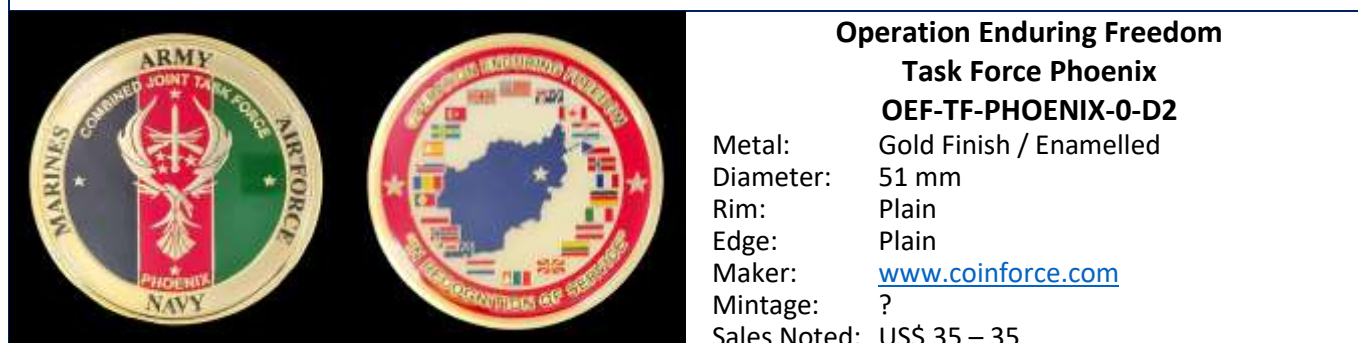 ARMY
COMBINED JOINT TASK FORCE
MARINES
AIR FORCE
PHOENIX
NAVY
OPERATION ENDURING FREEDOM
"IN RECOGNITION OF SERVICE"
Operation Enduring Freedom
Task Force Phoenix
OEF-TF-PHOENIX-0-D2
Metal: Gold Finish / Enamelled
Diameter: 51 mm
Rim: Plain
Edge: Plain
Maker: www.coinforce.com
Mintage: ?
Sales Noted: US$ 35 – 35